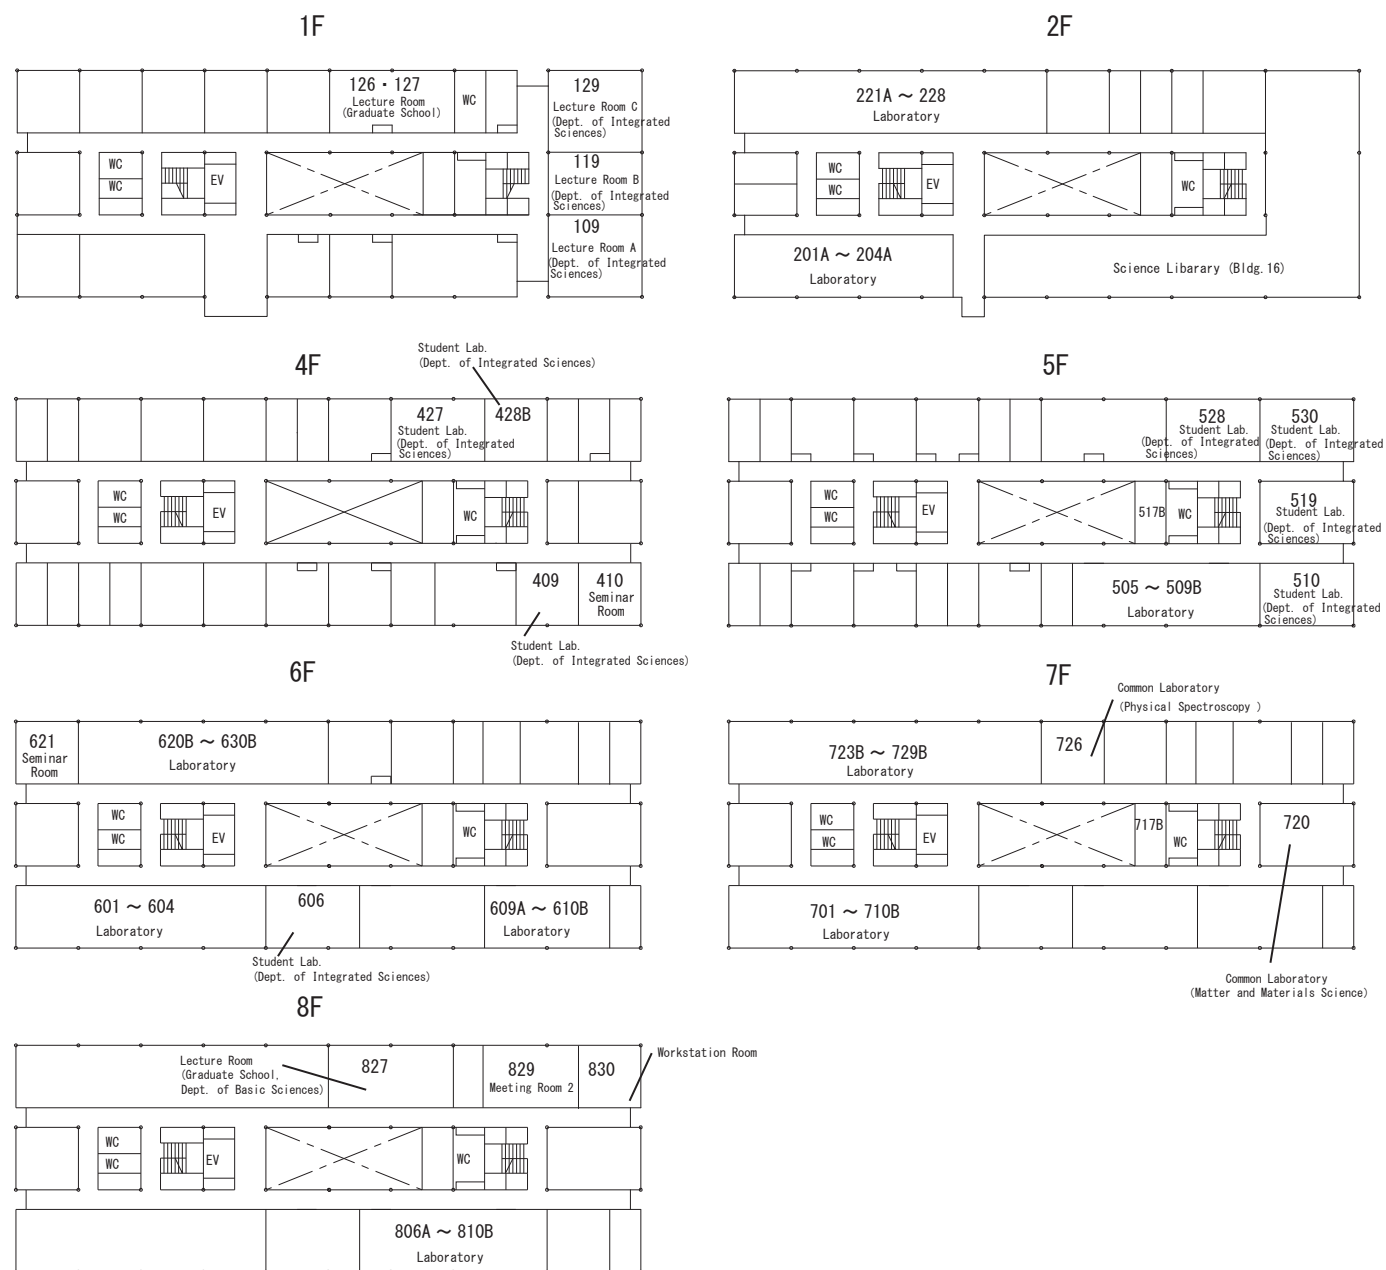 1F
126・127
Lecture Room
(Graduate School)
WC
129
Lecture Room C
(Dept. of Integrated
Sciences)
WC
WC
EV
119
Lecture Room B
(Dept. of Integrated
Sciences)
109
Lecture Room A
(Dept. of Integrated
Sciences)
2F
221A ～ 228
Laboratory
WC
WC
EV
WC
201A ～ 204A
Laboratory
Science Libarary (Bldg.16)
4F
Student Lab.
(Dept. of Integrated Sciences)
427
Student Lab.
(Dept. of Integrated
Sciences)
428B
WC
WC
EV
WC
409
410
Seminar
Room
Student Lab.
(Dept. of Integrated Sciences)
5F
528
Student Lab.
(Dept. of Integrated
Sciences)
530
Student Lab.
(Dept. of Integrated
Sciences)
WC
WC
EV
517B
WC
519
Student Lab.
(Dept. of Integrated
Sciences)
505 ～ 509B
Laboratory
510
Student Lab.
(Dept. of Integrated
Sciences)
6F
621
Seminar
Room
620B ～ 630B
Laboratory
WC
WC
EV
WC
601 ～ 604
Laboratory
606
609A ～ 610B
Laboratory
Student Lab.
(Dept. of Integrated Sciences)
7F
Common Laboratory
(Physical Spectroscopy )
723B ～ 729B
Laboratory
726
WC
WC
EV
717B
WC
720
701 ～ 710B
Laboratory
Common Laboratory
(Matter and Materials Science)
8F
Lecture Room
(Graduate School,
Dept. of Basic Sciences)
827
829
Meeting Room 2
830
Workstation Room
WC
WC
EV
WC
806A ～ 810B
Laboratory